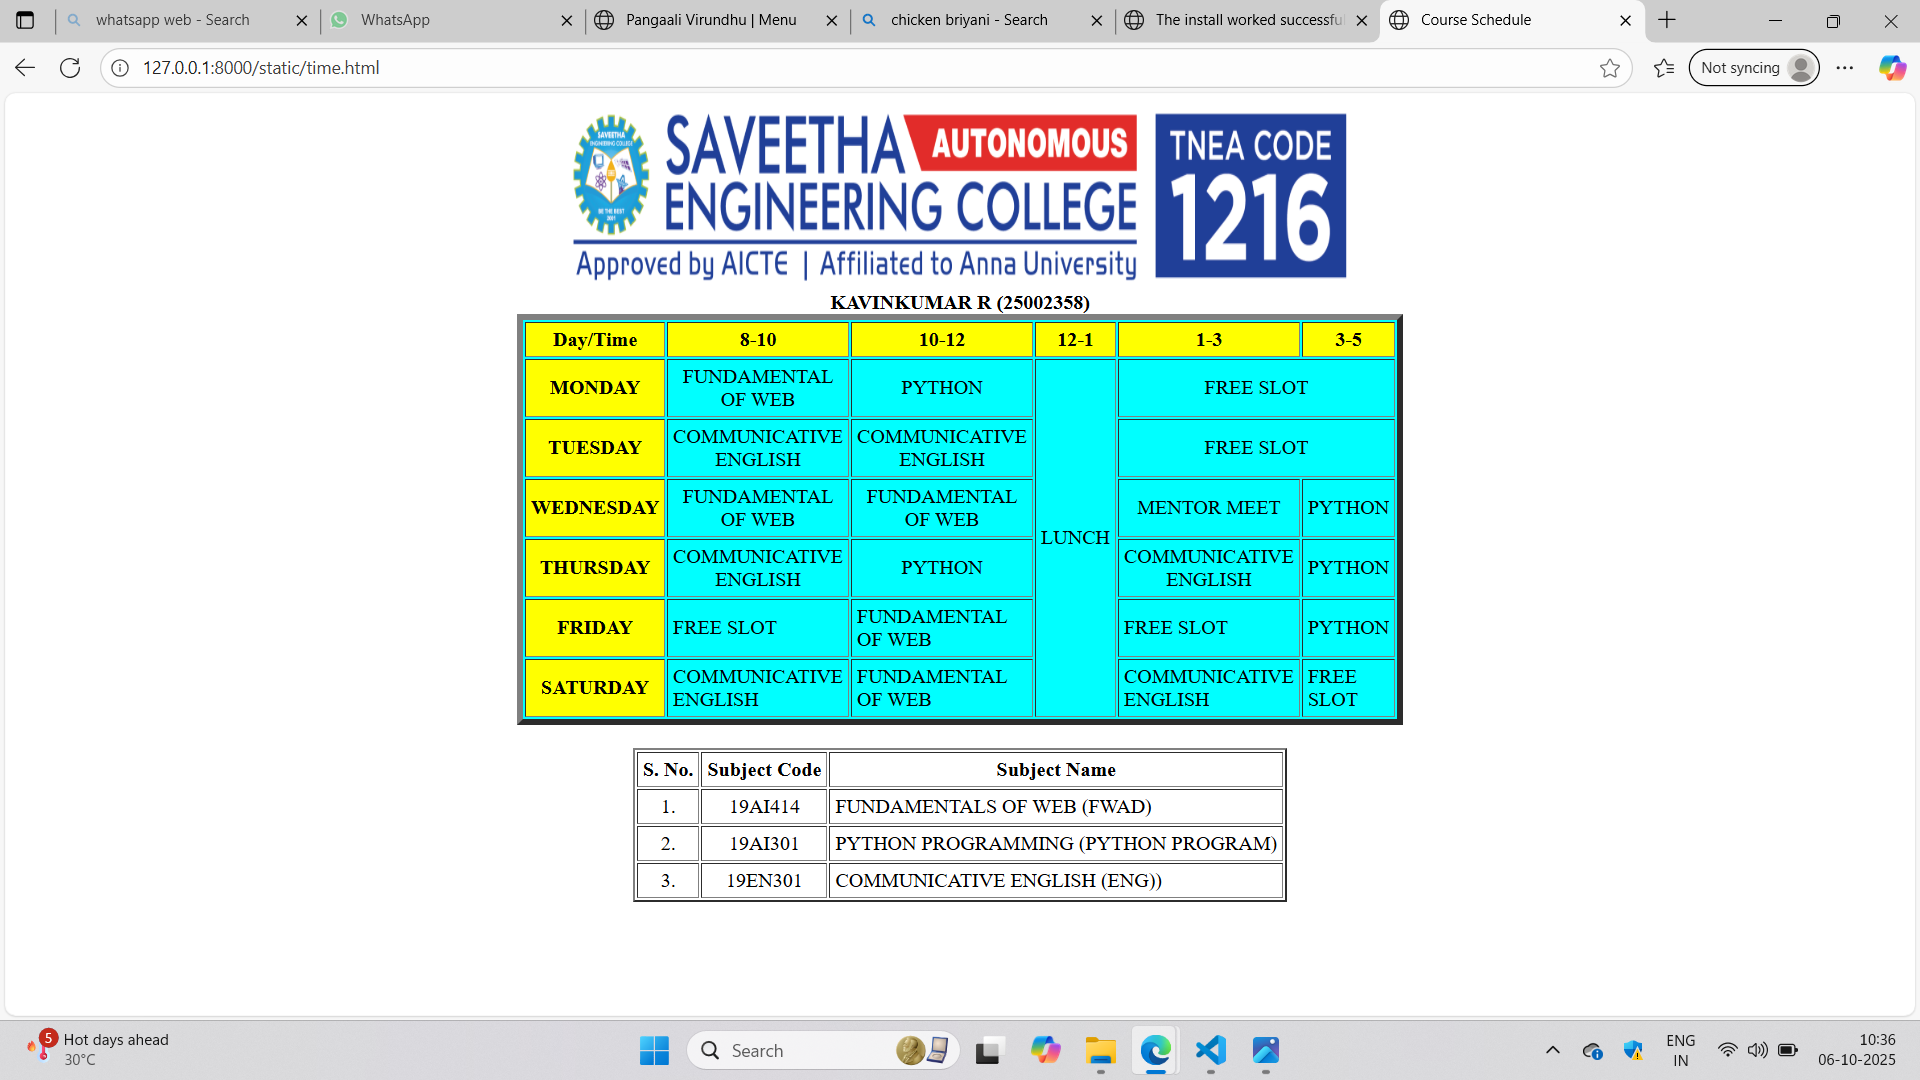 whatsapp web - Search
WhatsApp
Pangaali Virundhu | Menu
chicken briyani - Search
The install worked successfu
Course Schedule
127.0.0.1:8000/static/time.html
Not syncing
SAVEETHA
ENGINEERING COLLEGE
BE THE BEST
2001
SAVEETHA AUTONOMOUS
ENGINEERING COLLEGE
Approved by AICTE | Affiliated to Anna University
TNEA CODE
1216
KAVINKUMAR R (25002358)
Day/Time 8-10 10-12 12-1 1-3 3-5
MONDAY FUNDAMENTAL OF WEB PYTHON LUNCH FREE SLOT
TUESDAY COMMUNICATIVE ENGLISH COMMUNICATIVE ENGLISH FREE SLOT
WEDNESDAY FUNDAMENTAL OF WEB FUNDAMENTAL OF WEB MENTOR MEET PYTHON
THURSDAY COMMUNICATIVE ENGLISH PYTHON COMMUNICATIVE ENGLISH PYTHON
FRIDAY FREE SLOT FUNDAMENTAL OF WEB FREE SLOT PYTHON
SATURDAY COMMUNICATIVE ENGLISH FUNDAMENTAL OF WEB COMMUNICATIVE ENGLISH FREE SLOT
S. No. Subject Code Subject Name
1. 19AI414 FUNDAMENTALS OF WEB (FWAD)
2. 19AI301 PYTHON PROGRAMMING (PYTHON PROGRAM)
3. 19EN301 COMMUNICATIVE ENGLISH (ENG))
5
Hot days ahead
30°C
Search
ENG
IN
10:36
06-10-2025